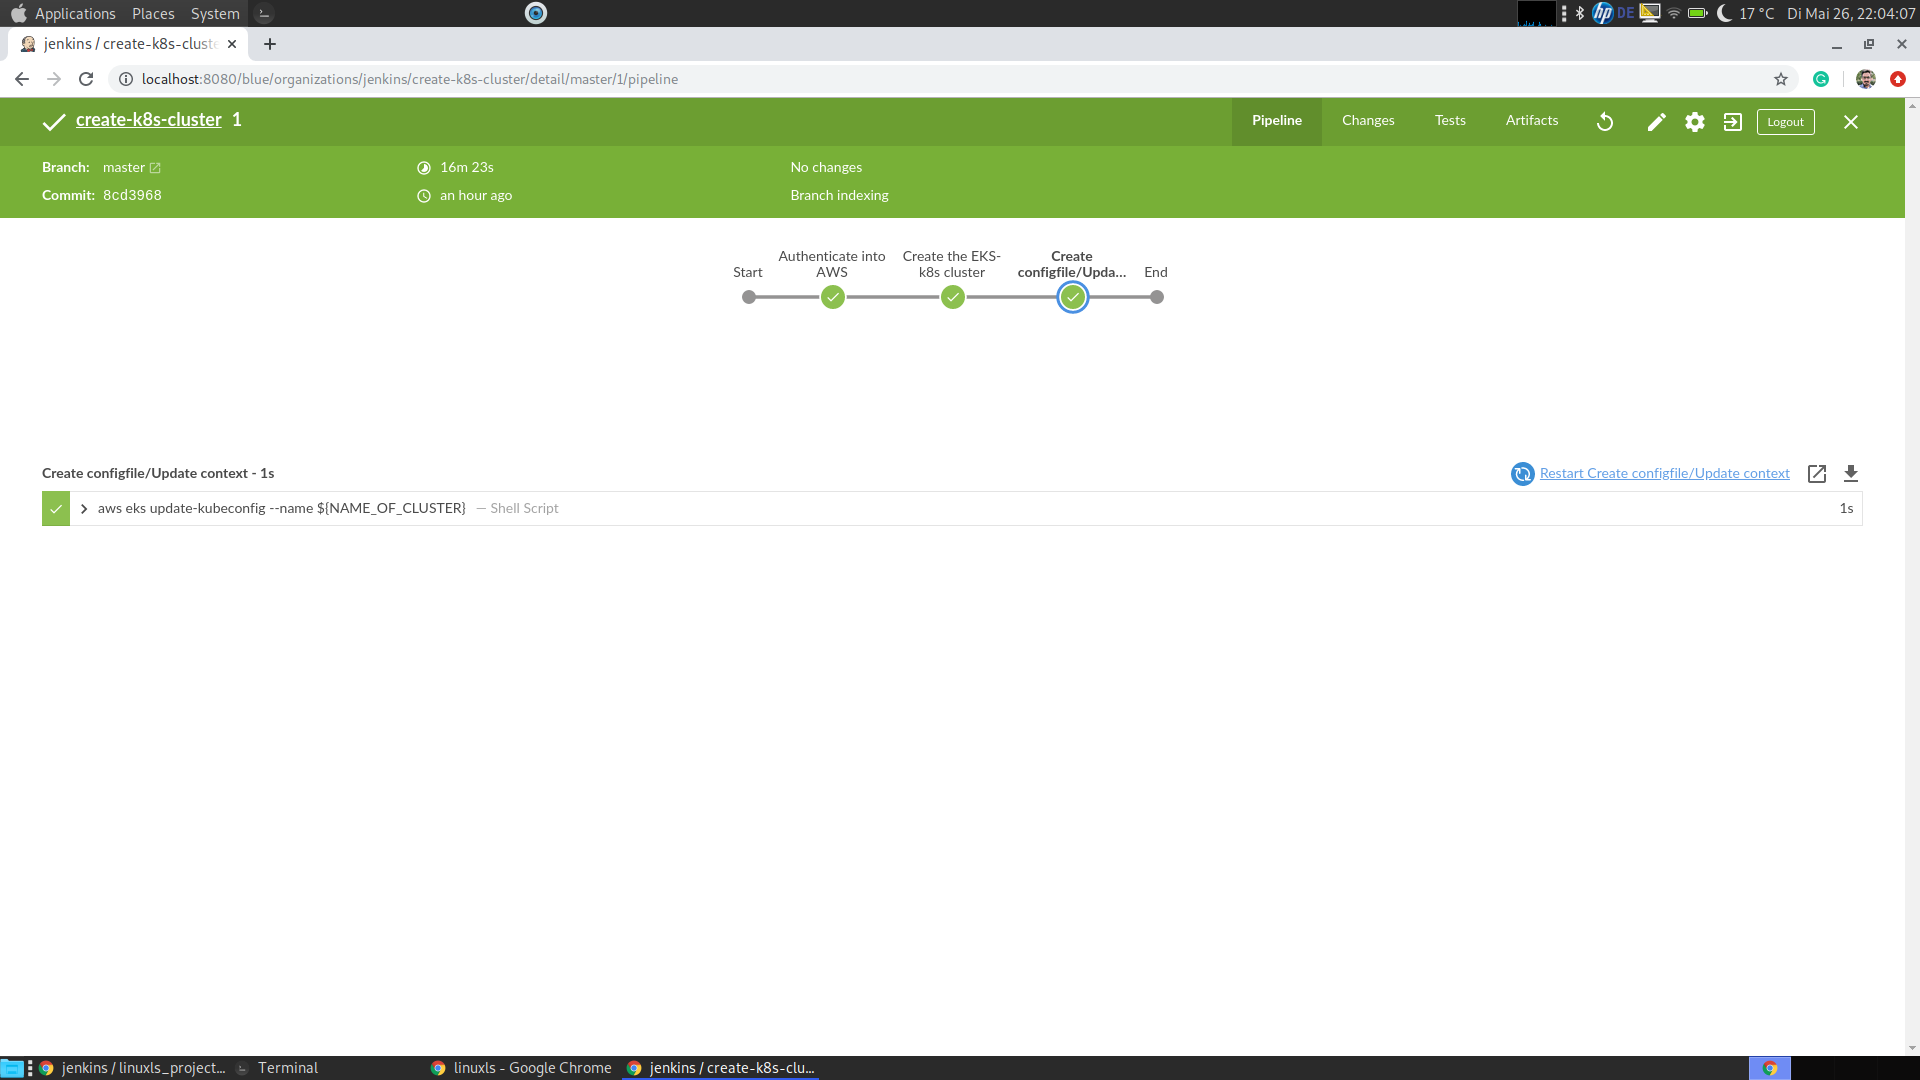 Applications Places System
hp DE 17 °C Di Mai 26, 22:04:07
jenkins / create-k8s-cluste
localhost:8080/blue/organizations/jenkins/create-k8s-cluster/detail/master/1/pipeline
create-k8s-cluster 1
Pipeline Changes Tests Artifacts Logout
Branch: master 16m 23s No changes
Commit: 8cd3968 an hour ago Branch indexing
Start
Authenticate into
AWS
Create the EKS-
k8s cluster
Create
configfile/Upda...
End
Create configfile/Update context - 1s
Restart Create configfile/Update context
aws eks update-kubeconfig --name ${NAME_OF_CLUSTER} — Shell Script 1s
jenkins / linuxls_project... Terminal linuxls - Google Chrome jenkins / create-k8s-clu...